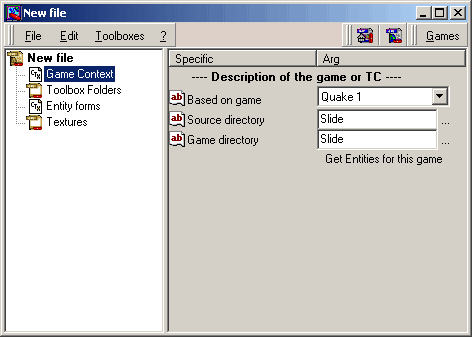 New file
File Edit Toolboxes ? Games
New file
Game Context
Toolbox Folders
Entity forms
Textures
Specific Arg
---- Description of the game or TC ----
Based on game Quake 1
Source directory Slide ...
Game directory Slide ...
Get Entities for this game